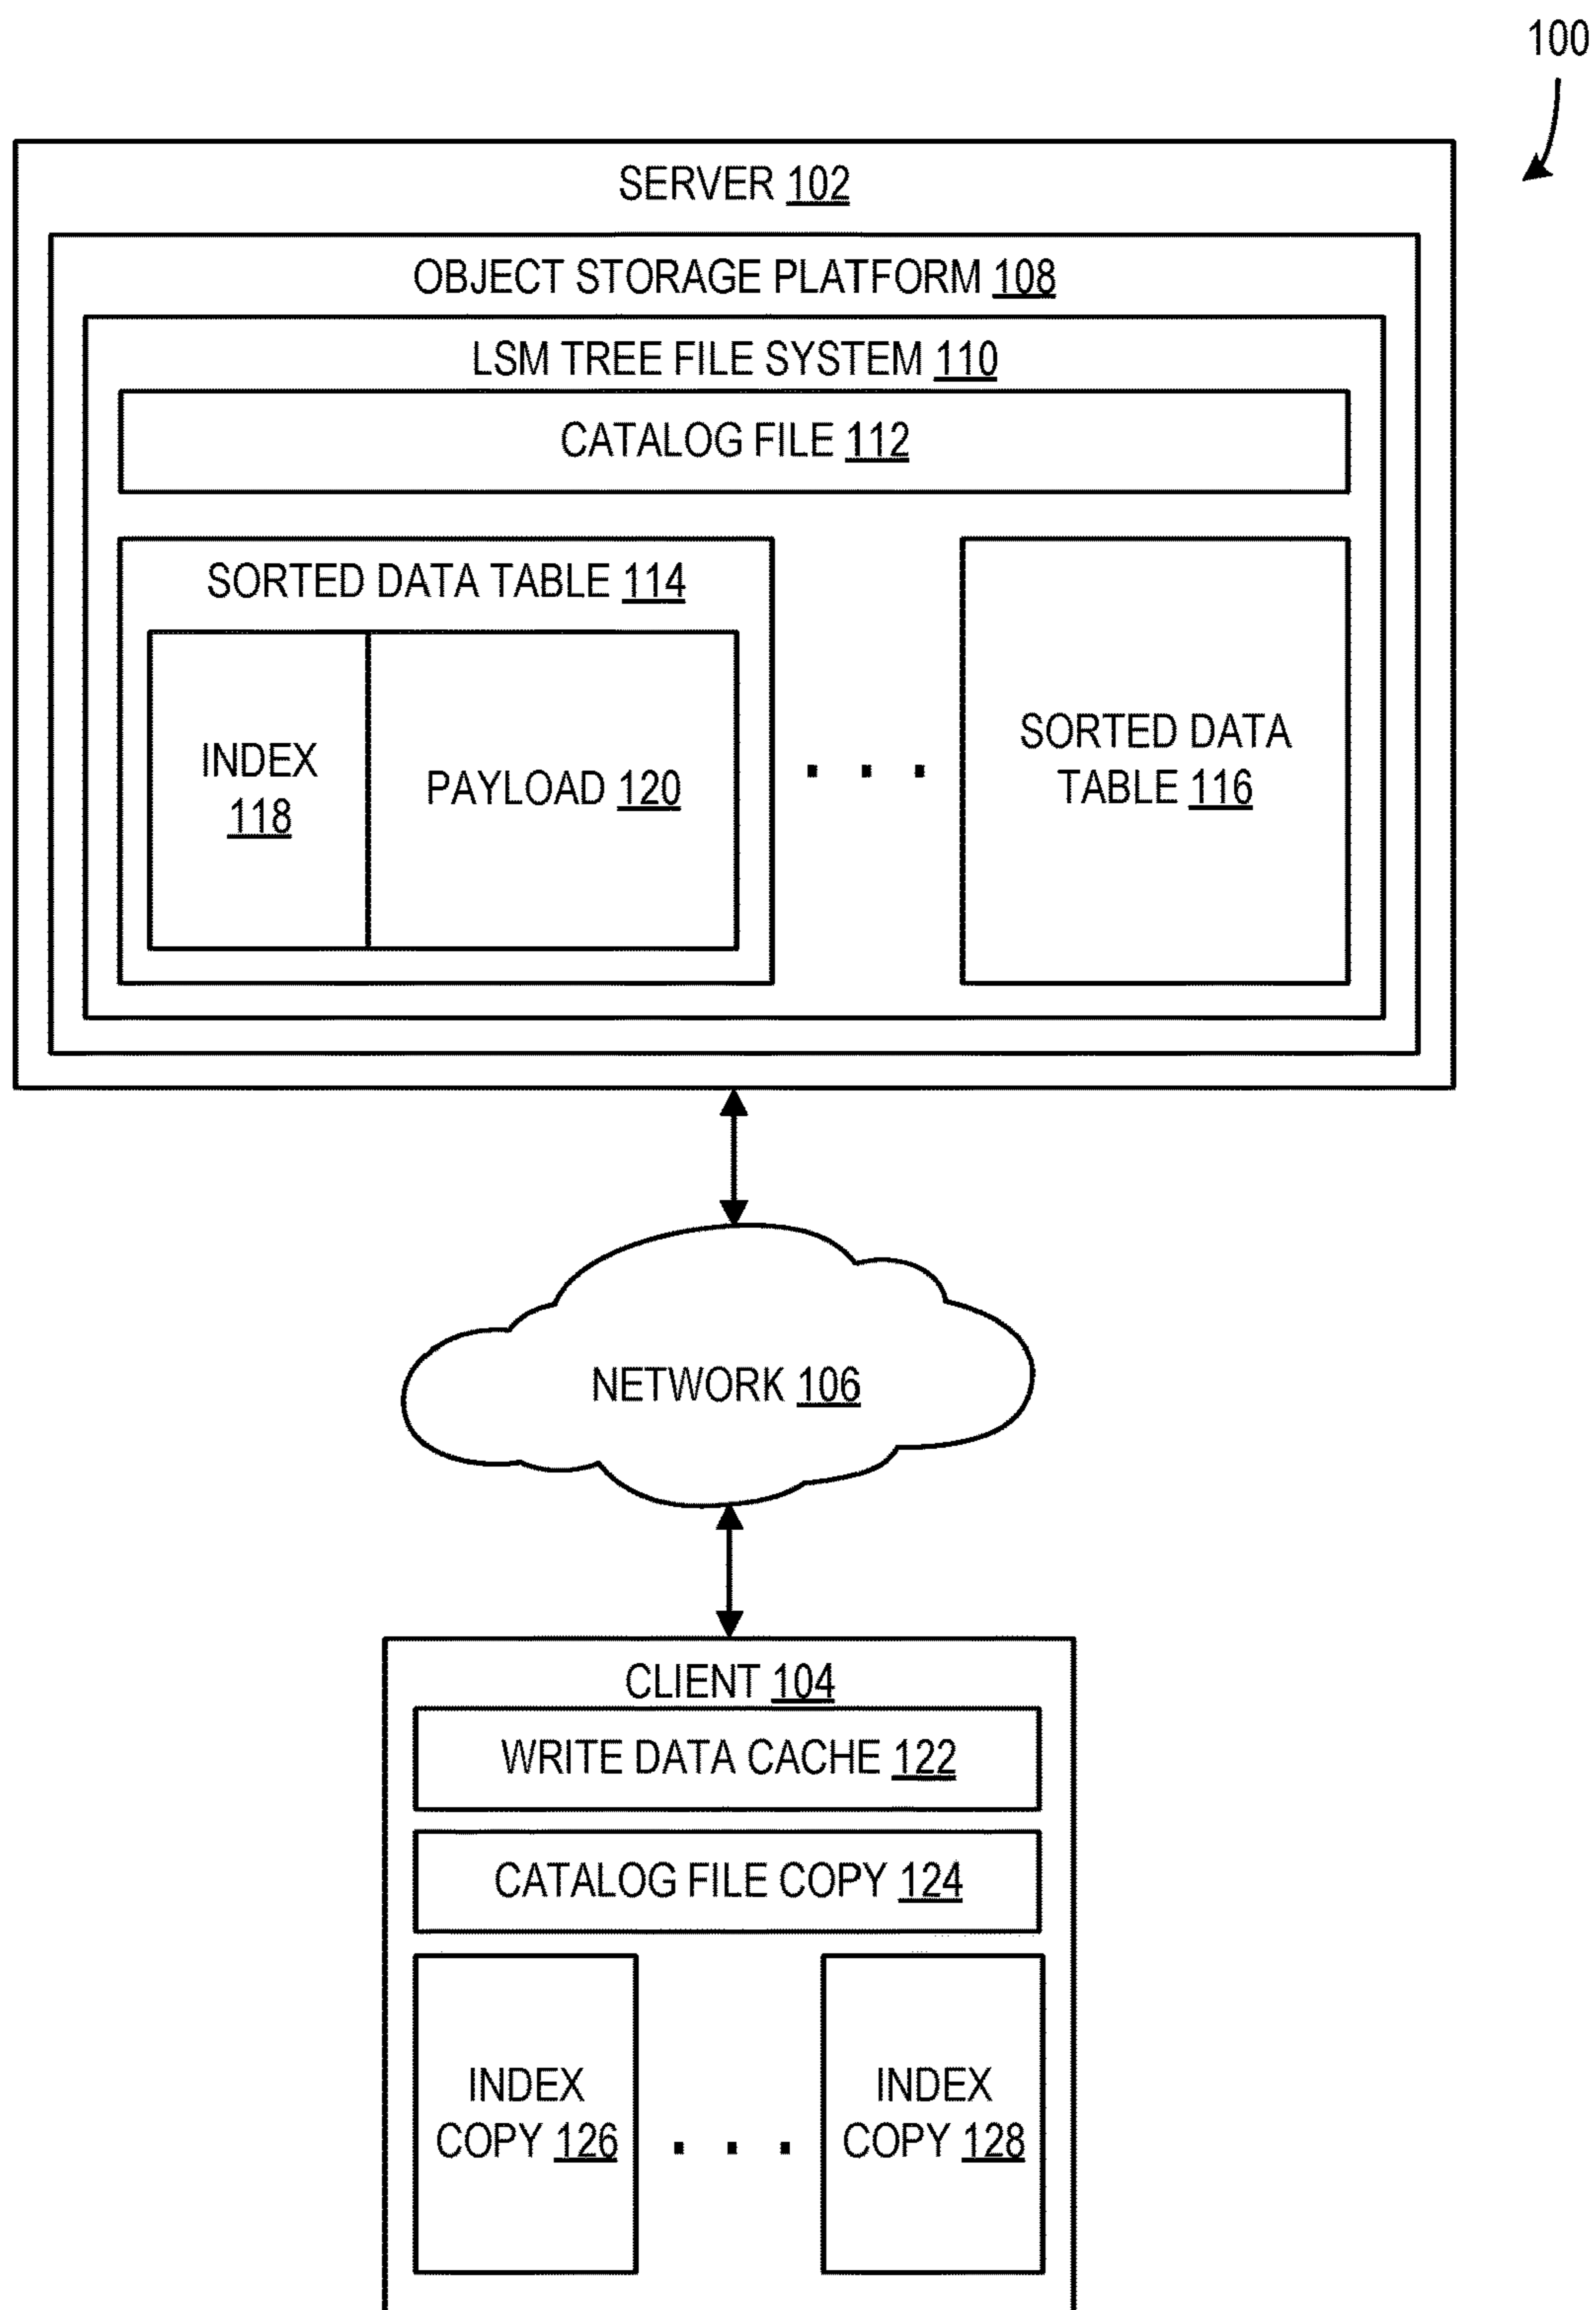 100
SERVER 102
OBJECT STORAGE PLATFORM 108
LSM TREE FILE SYSTEM 110
CATALOG FILE 112
SORTED DATA TABLE 114
INDEX
118
PAYLOAD 120
. . .
SORTED DATA
TABLE 116
NETWORK 106
CLIENT 104
WRITE DATA CACHE 122
CATALOG FILE COPY 124
INDEX
COPY 126
. . .
INDEX
COPY 128